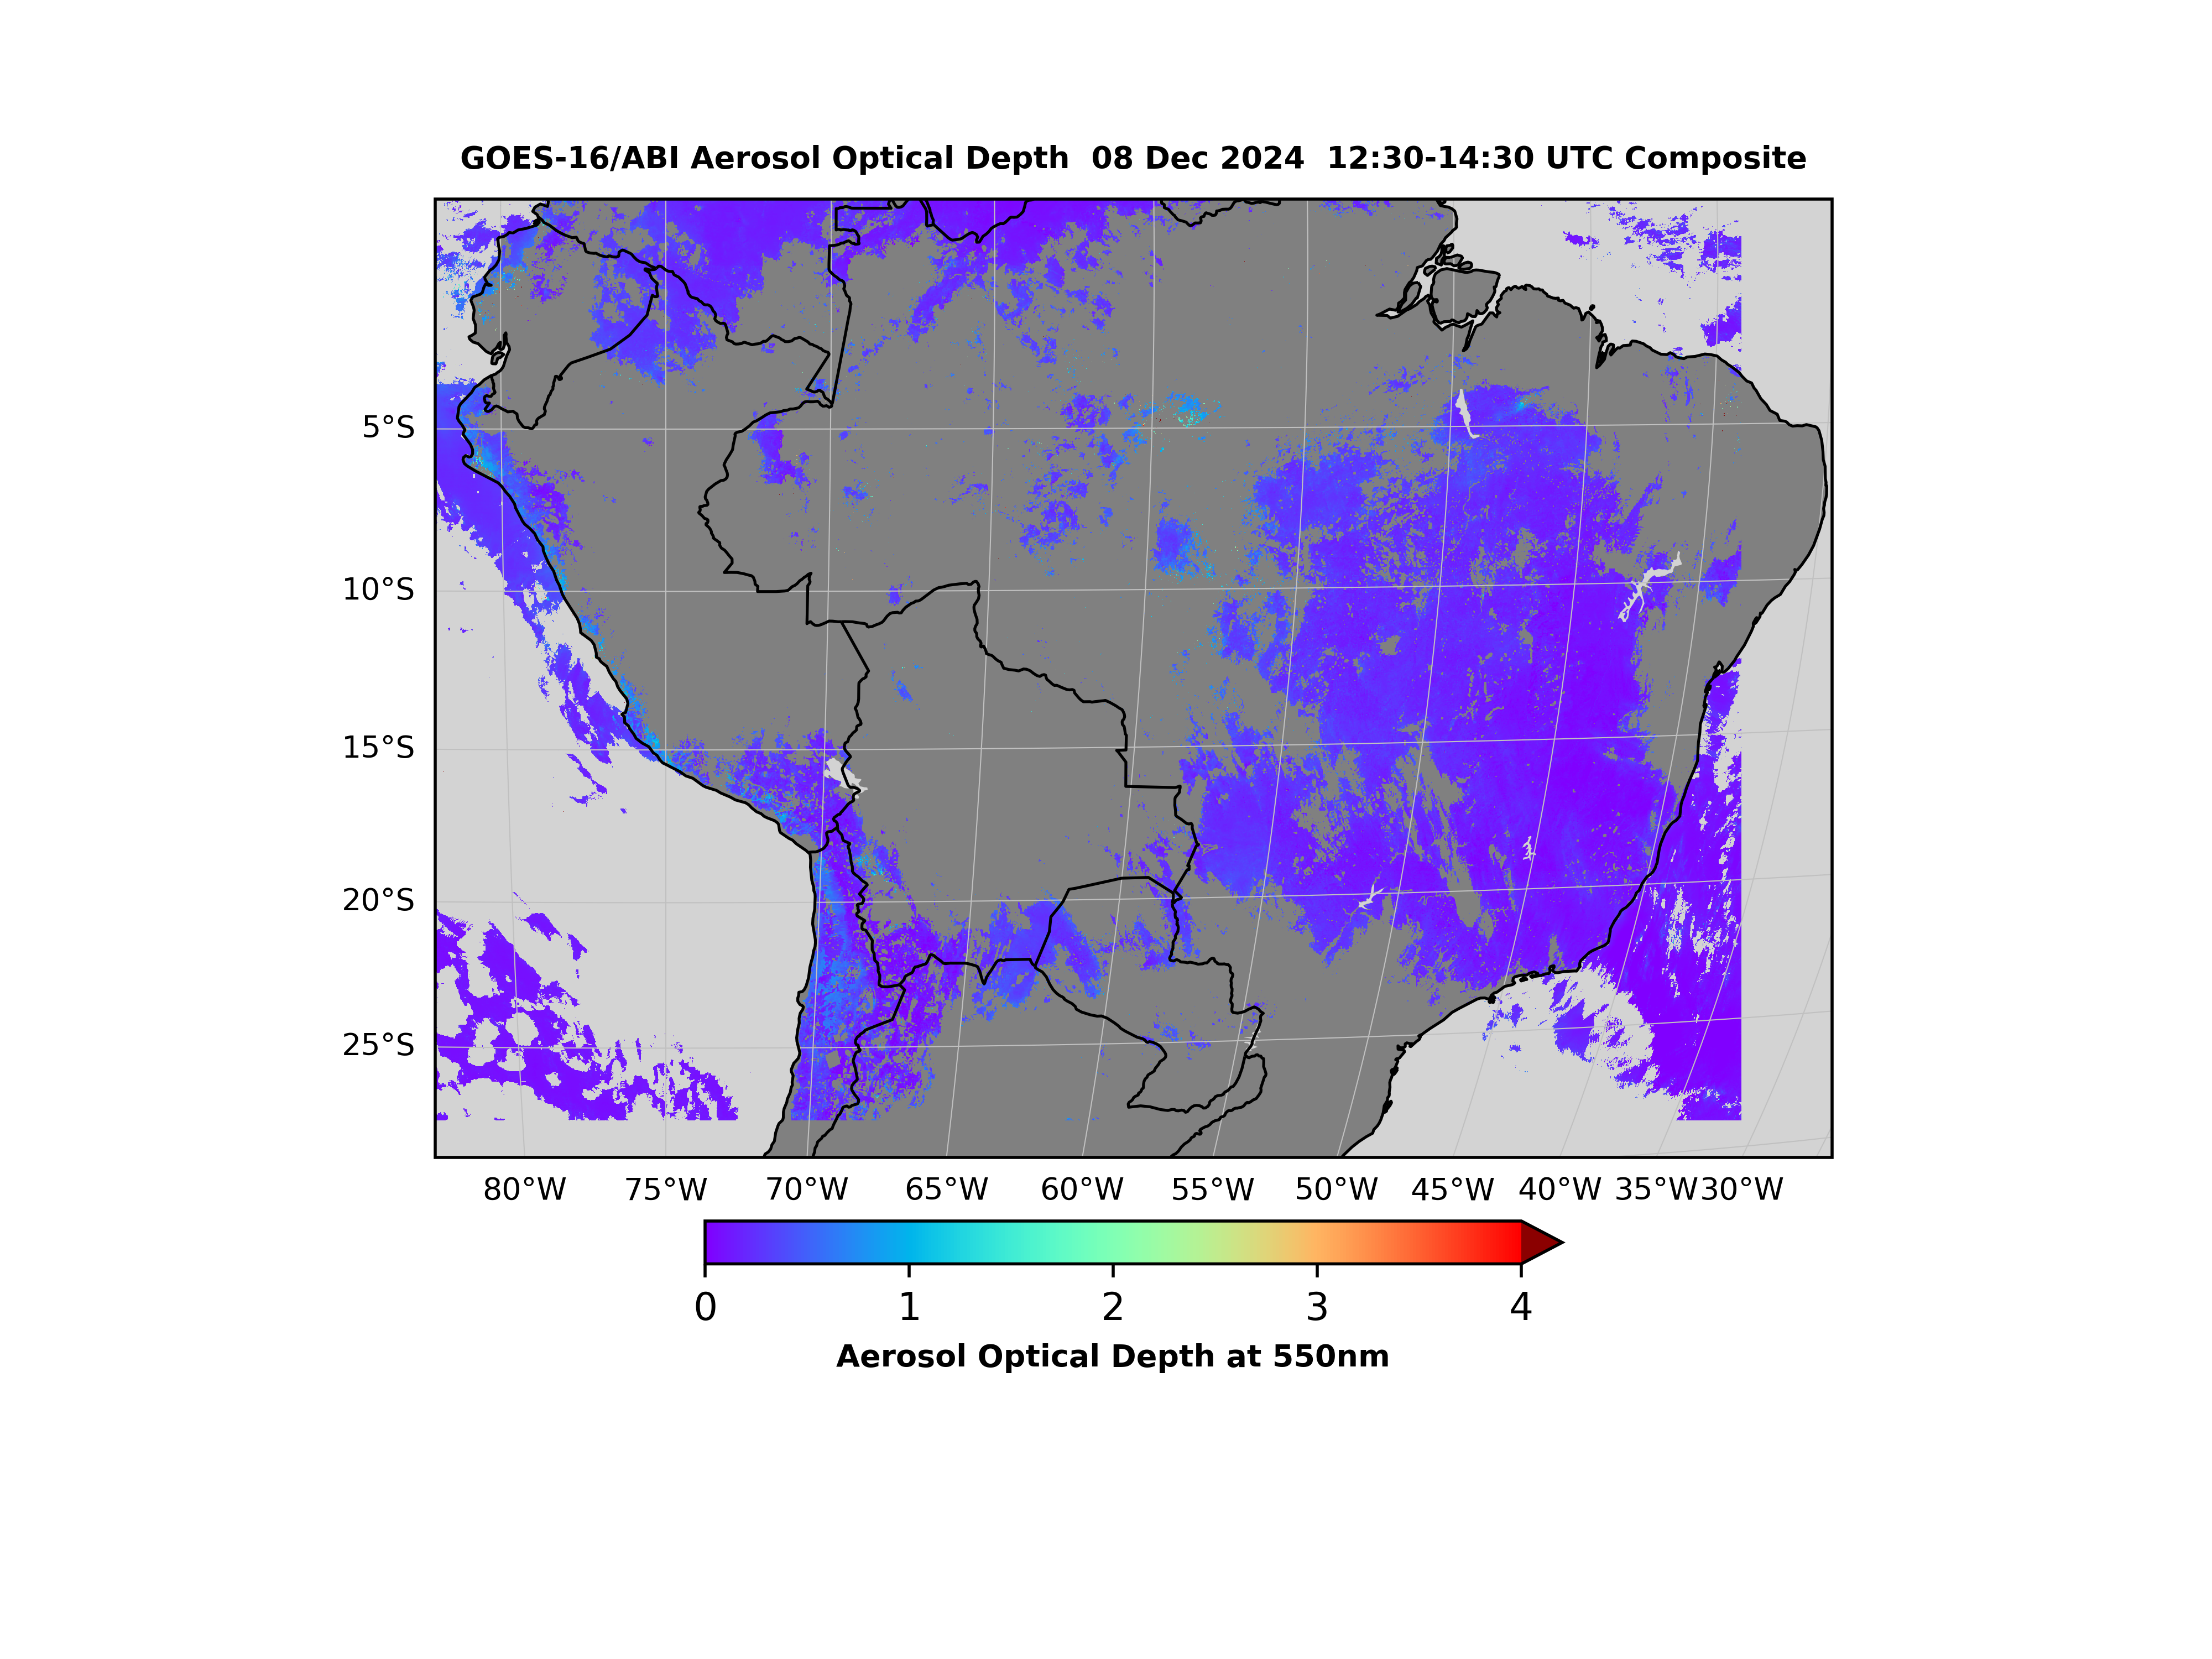 GOES-16/ABI Aerosol Optical Depth  08 Dec 2024  12:30-14:30 UTC Composite
5°S
10°S
15°S
20°S
25°S
80°W 75°W 70°W 65°W 60°W 55°W 50°W 45°W 40°W 35°W 30°W
0 1 2 3 4
Aerosol Optical Depth at 550nm